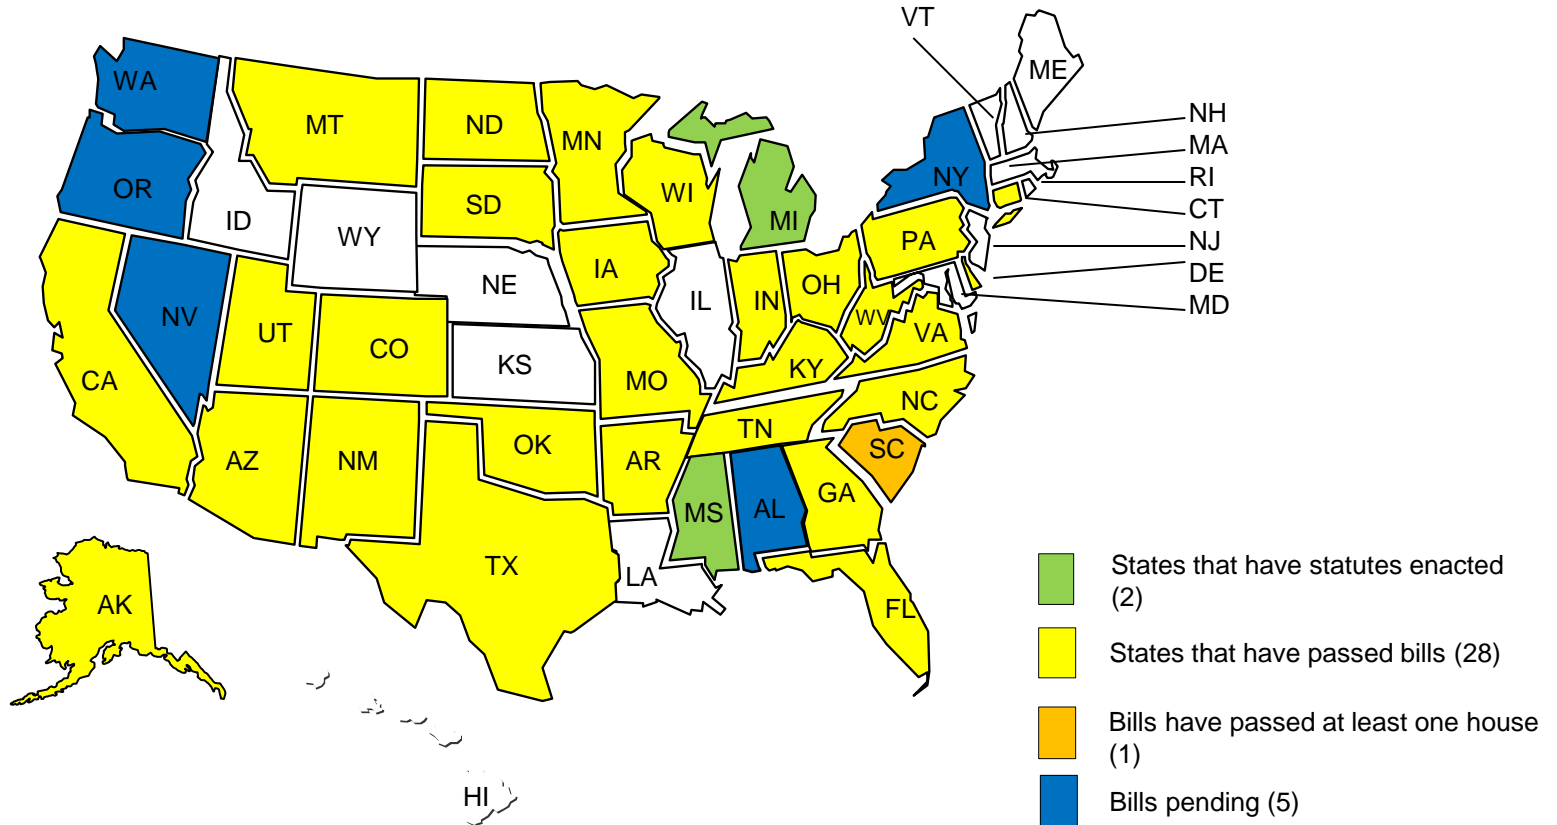 VT
ME
WA
MT
ND
MN
NH
MA
OR
NY
RI
ID
SD
WI
MI
CT
WY
PA
NJ
IA
DE
NE
OH
IN
IL
MD
NV
UT
CO
WV
VA
KS
KY
CA
MO
NC
TN
OK
SC
AZ
NM
AR
GA
MS
AL
TX
LA
AK
FL
HI
States that have statutes enacted
(2)
States that have passed bills (28)
Bills have passed at least one house
(1)
Bills pending (5)